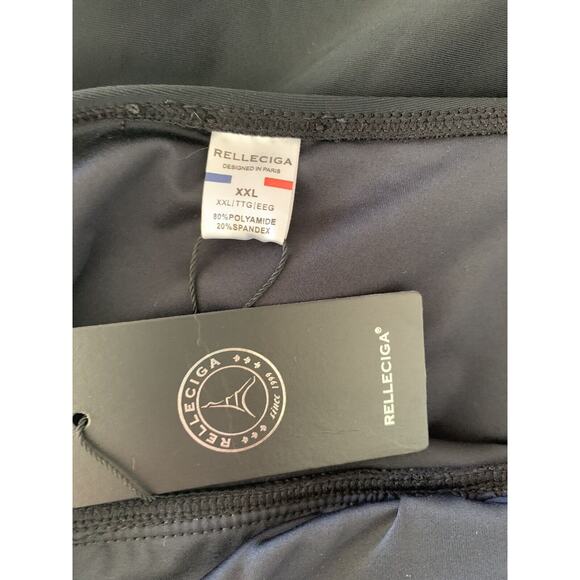 RELLECIGA
DESIGNED IN PARIS
XXL
XXL/TTG/EEG
80%POLYAMIDE
20%SPANDEX
RELLECIGA
since 1999
RELLECIGA®